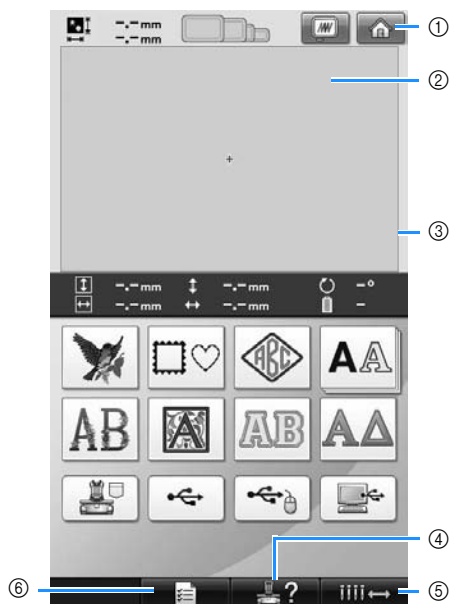 -.- mm
-.- mm
①
②
③
-.- mm -.- mm -°
-.- mm -.- mm -
ABC AA
AB A AB AΔ
④
⑥ ? ⑤